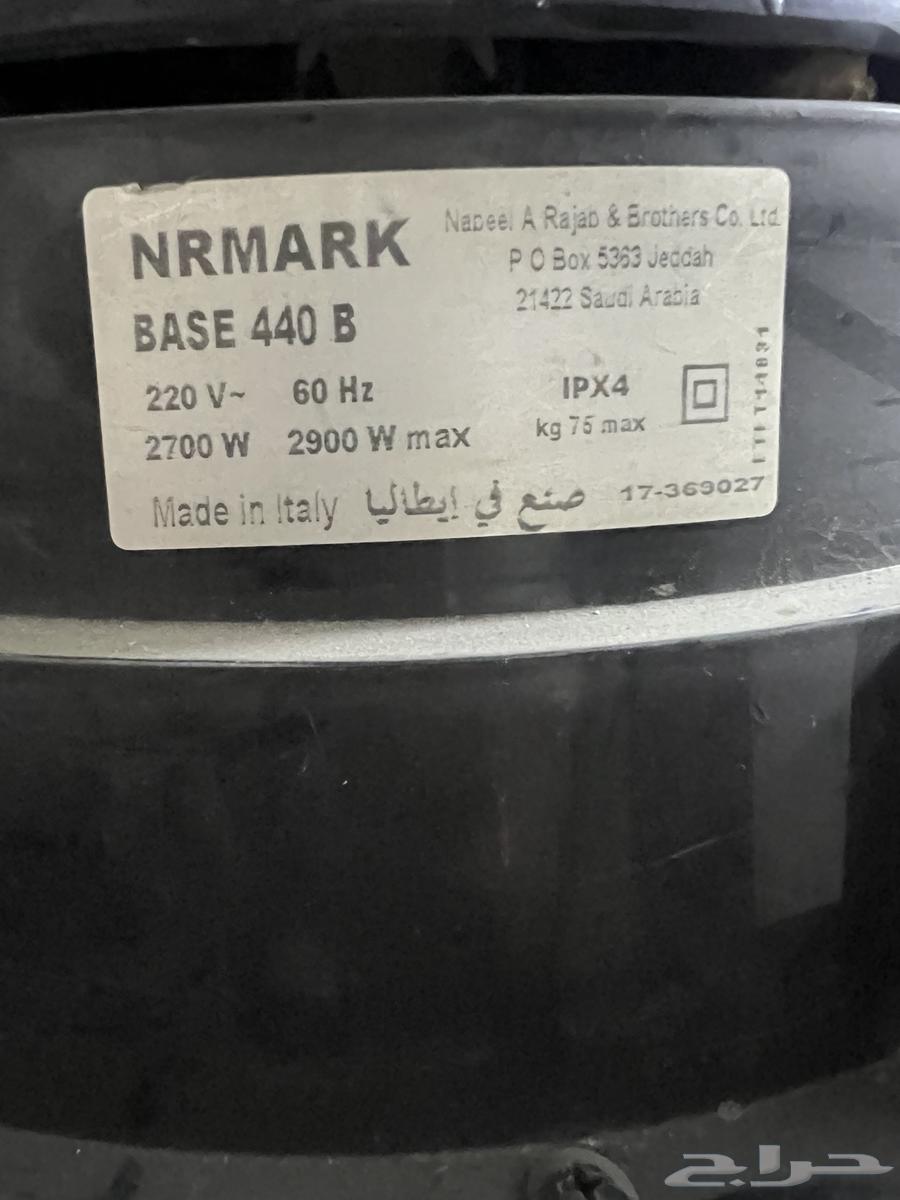 NRMARK
BASE 440 B
220 V~ 60 Hz
2700 W 2900 W max
Nabeel A Rajab & Brothers Co. Ltd.
P O Box 5363 Jeddah
21422 Saudi Arabia
IPX4
kg 75 max
Made in Italy صنع في إيطاليا
17-369027
حراج